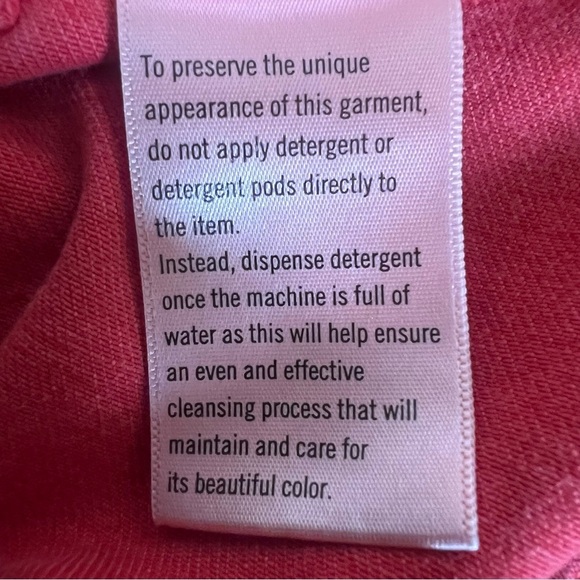 To preserve the unique
appearance of this garment,
do not apply detergent or
detergent pods directly to
the item.
Instead, dispense detergent
once the machine is full of
water as this will help ensure
an even and effective
cleansing process that will
maintain and care for
its beautiful color.